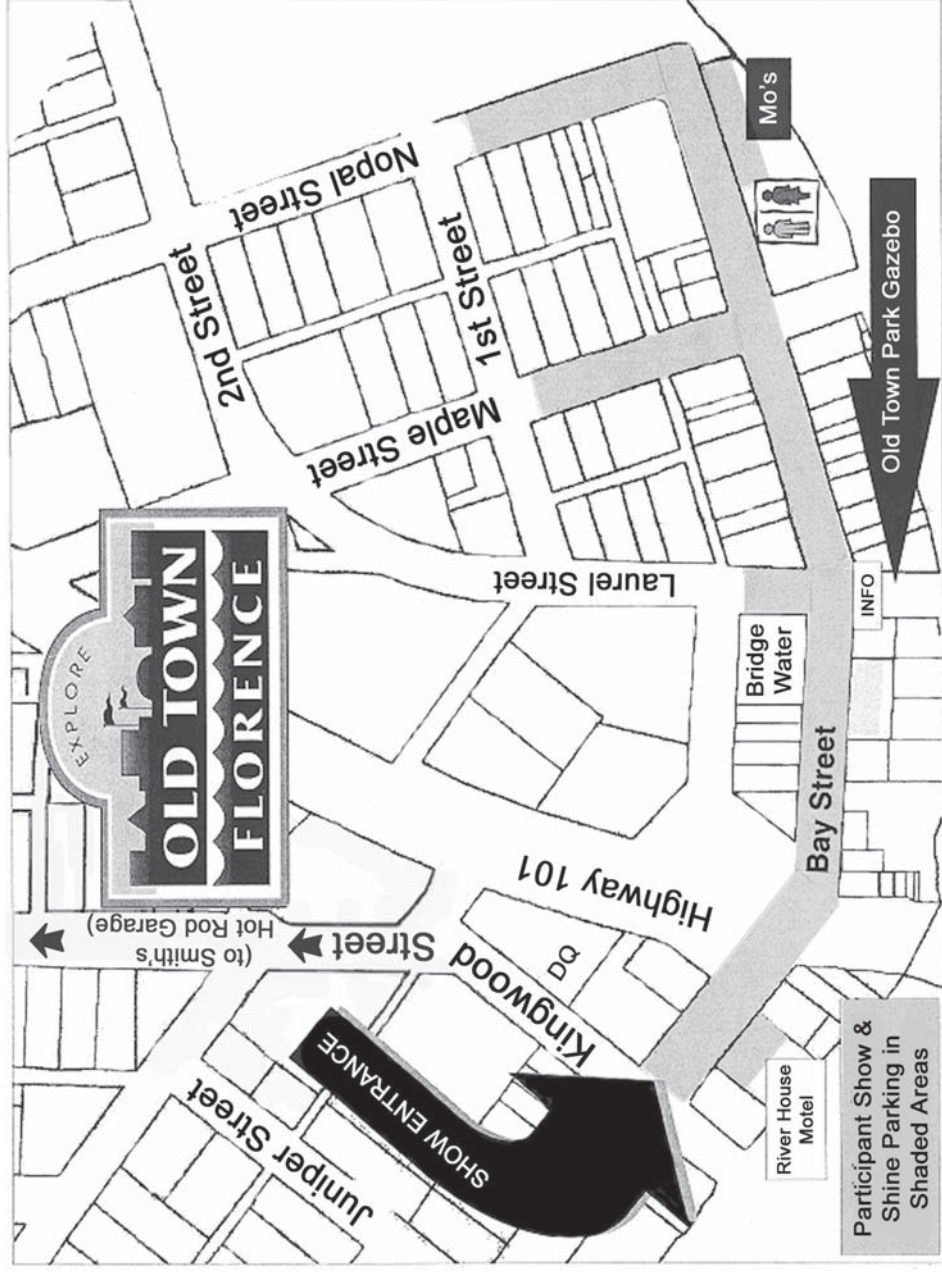 EXPLORE
OLD TOWN
FLORENCE
(to Smith's
Hot Rod Garage)
Kingwood Street
Juniper Street
SHOW ENTRANCE
DQ
Highway 101
Laurel Street
Maple Street
1st Street
2nd Street
Nopal Street
Bay Street
Bridge
Water
INFO
Old Town Park Gazebo
Mo's
River House
Motel
Participant Show &
Shine Parking in
Shaded Areas